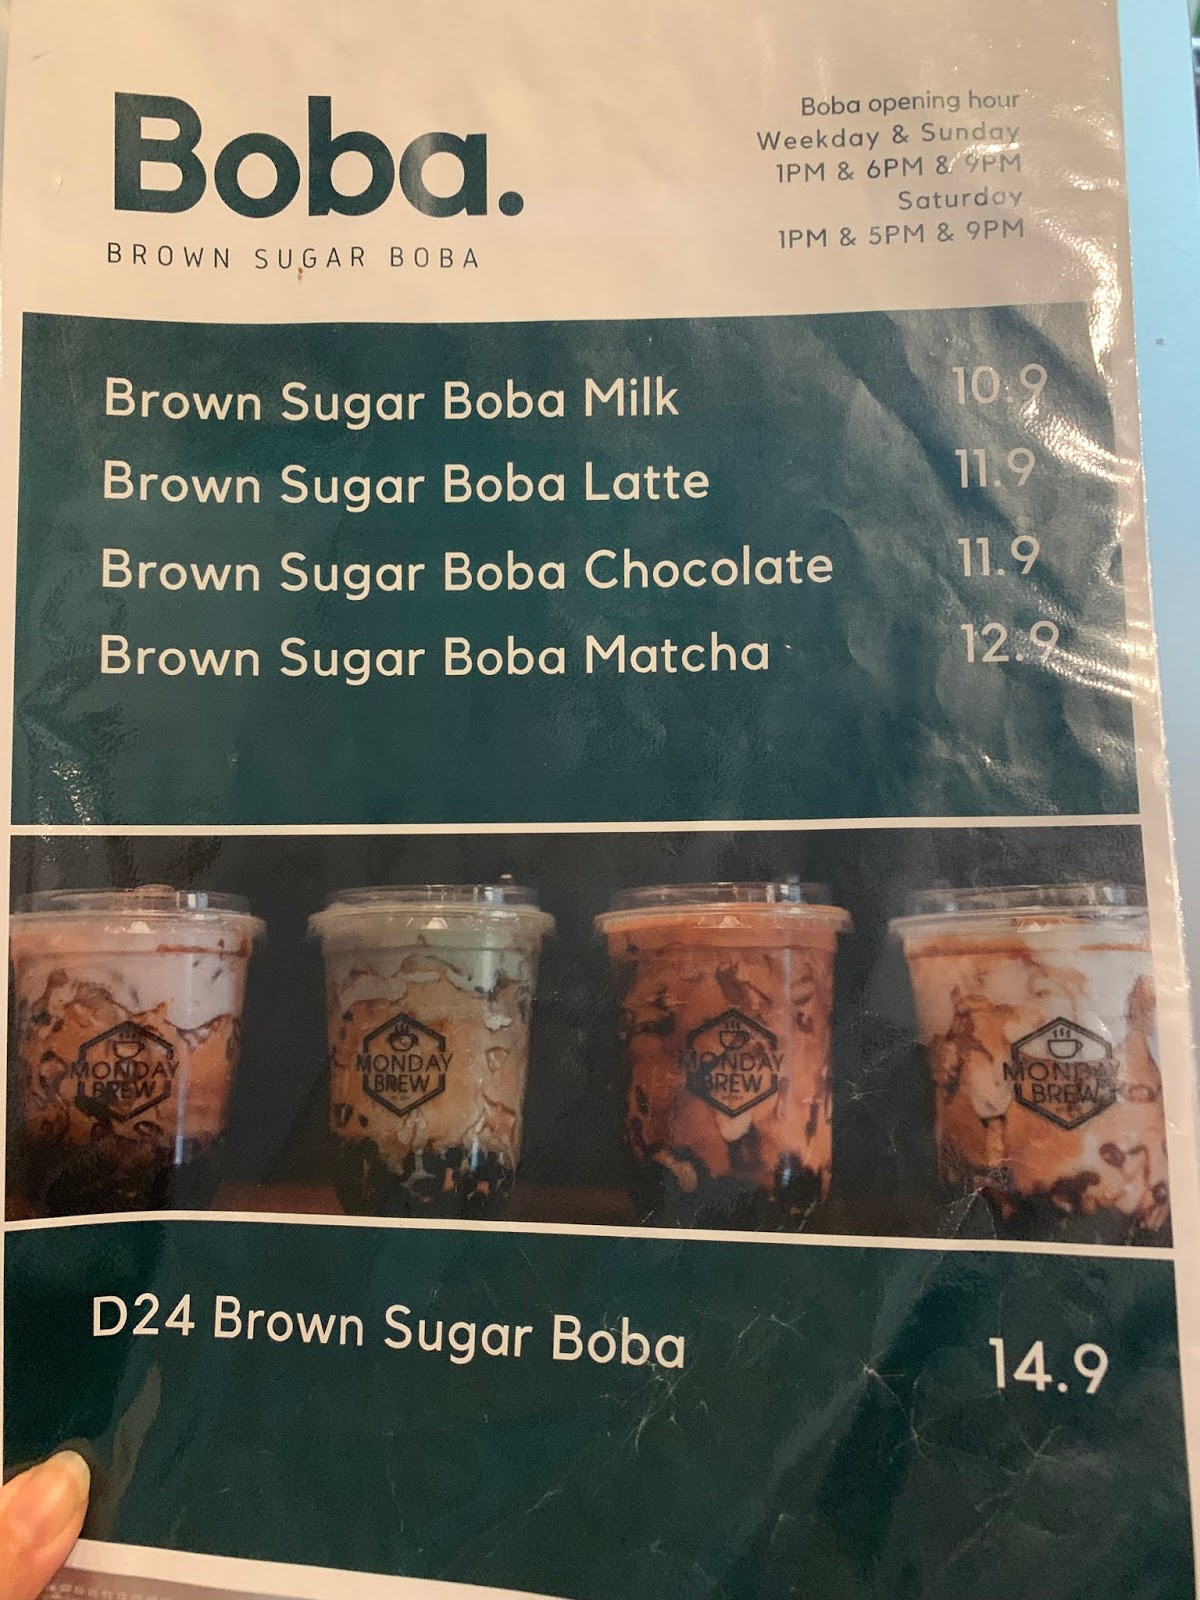 Boba.
BROWN SUGAR BOBA
Boba opening hour
Weekday & Sunday
1PM & 6PM & 9PM
Saturday
1PM & 5PM & 9PM
Brown Sugar Boba Milk 10.9
Brown Sugar Boba Latte 11.9
Brown Sugar Boba Chocolate 11.9
Brown Sugar Boba Matcha 12.9
MONDAY
BREW
MONDAY
BREW
MONDAY
BREW
MONDAY
BREW
D24 Brown Sugar Boba 14.9